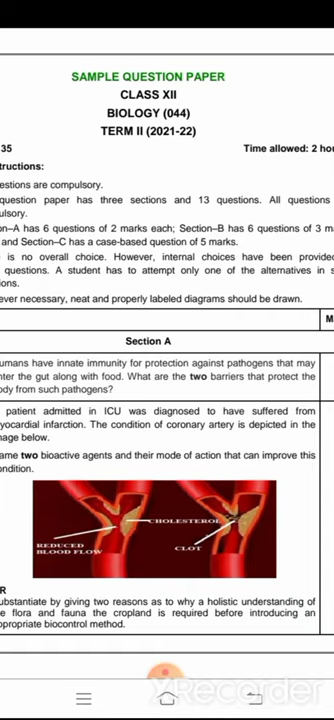 SAMPLE QUESTION PAPER
CLASS XII
BIOLOGY (044)
TERM II (2021-22)
35 Time allowed: 2 hou
tructions:
estions are compulsory.
question paper has three sections and 13 questions. All questions
ulsory.
on–A has 6 questions of 2 marks each; Section–B has 6 questions of 3 m
and Section–C has a case-based question of 5 marks.
e is no overall choice. However, internal choices have been provided
questions. A student has to attempt only one of the alternatives in s
ions.
ever necessary, neat and properly labeled diagrams should be drawn.
M
Section A
umans have innate immunity for protection against pathogens that may
nter the gut along with food. What are the two barriers that protect the
ody from such pathogens?
patient admitted in ICU was diagnosed to have suffered from
yocardial infarction. The condition of coronary artery is depicted in the
mage below.
ame two bioactive agents and their mode of action that can improve this
ondition.
CHOLESTEROL
REDUCED
BLOOD FLOW
CLOT
R
ubstantiate by giving two reasons as to why a holistic understanding of
e flora and fauna the cropland is required before introducing an
ppropriate biocontrol method.
XRecorder